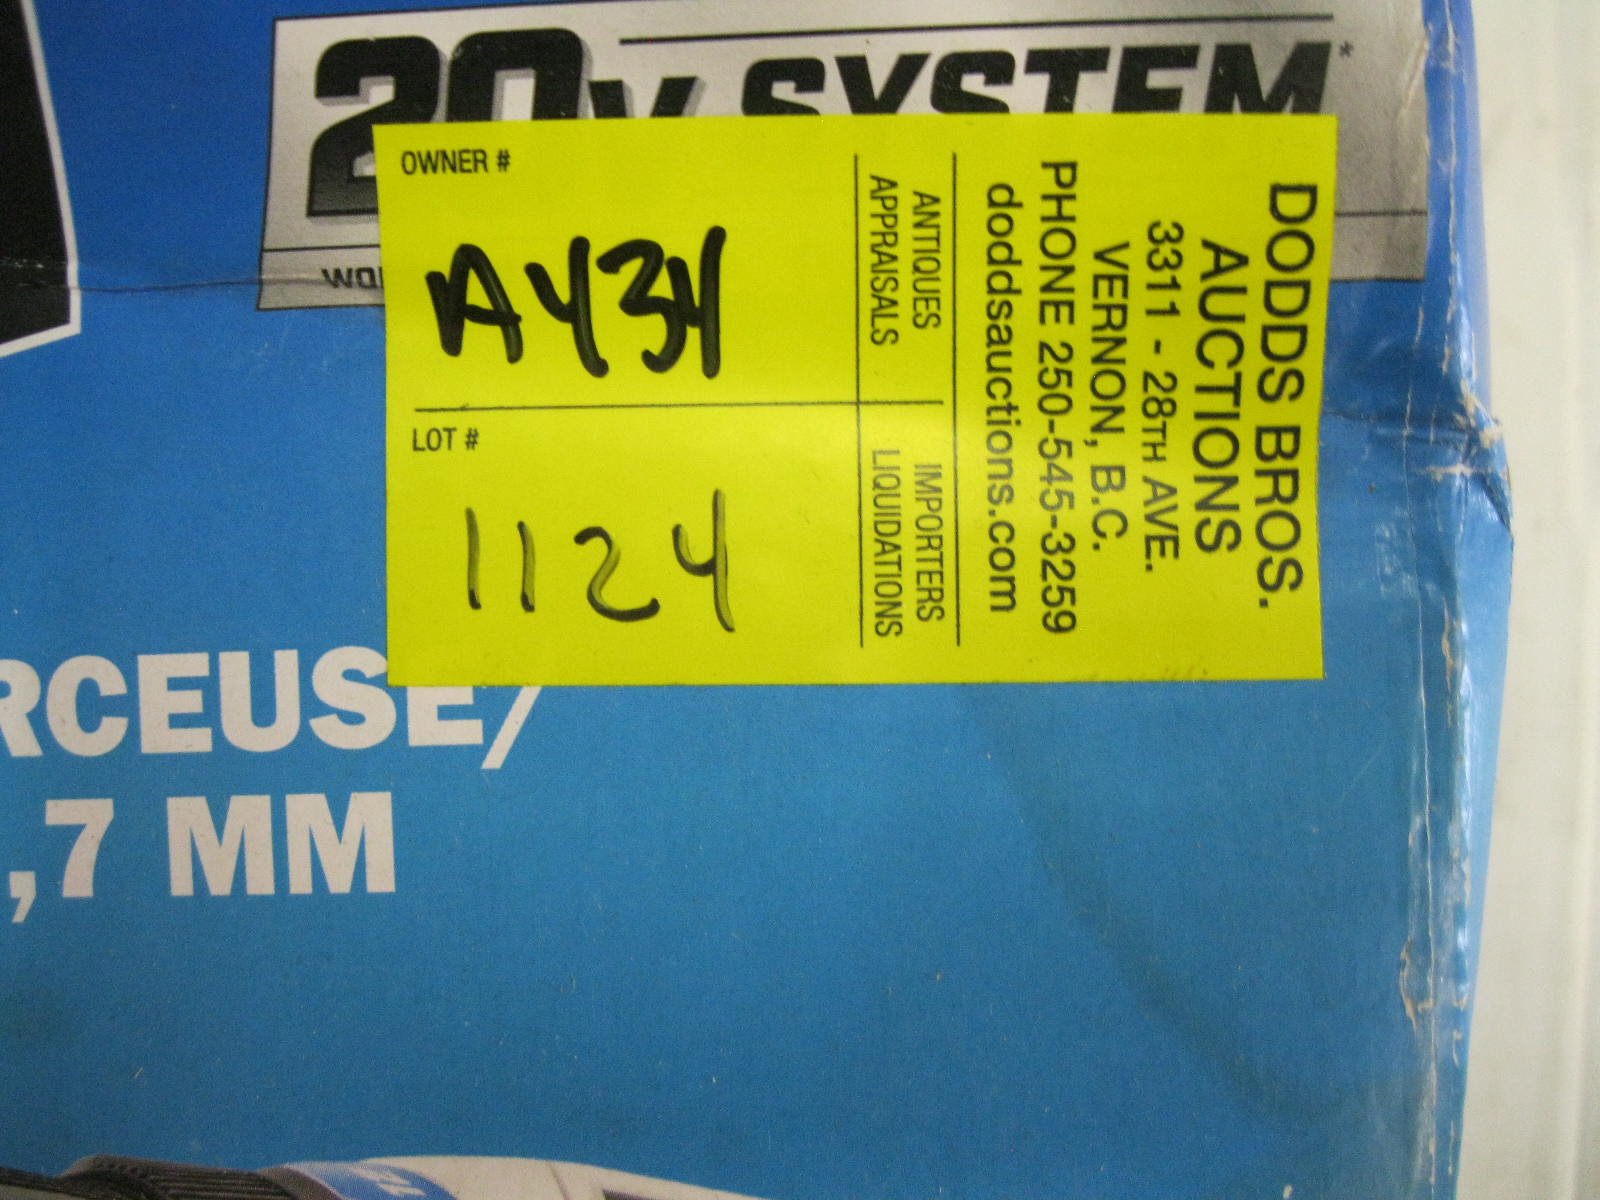 20V SYSTEM*
OWNER #
A434
LOT #
1124
ANTIQUES
APPRAISALS
IMPORTERS
LIQUIDATIONS
DODDS BROS.
AUCTIONS
3311 - 28TH AVE.
VERNON, B.C.
PHONE 250-545-3259
doddsauctions.com
RCEUSE/
,7 MM